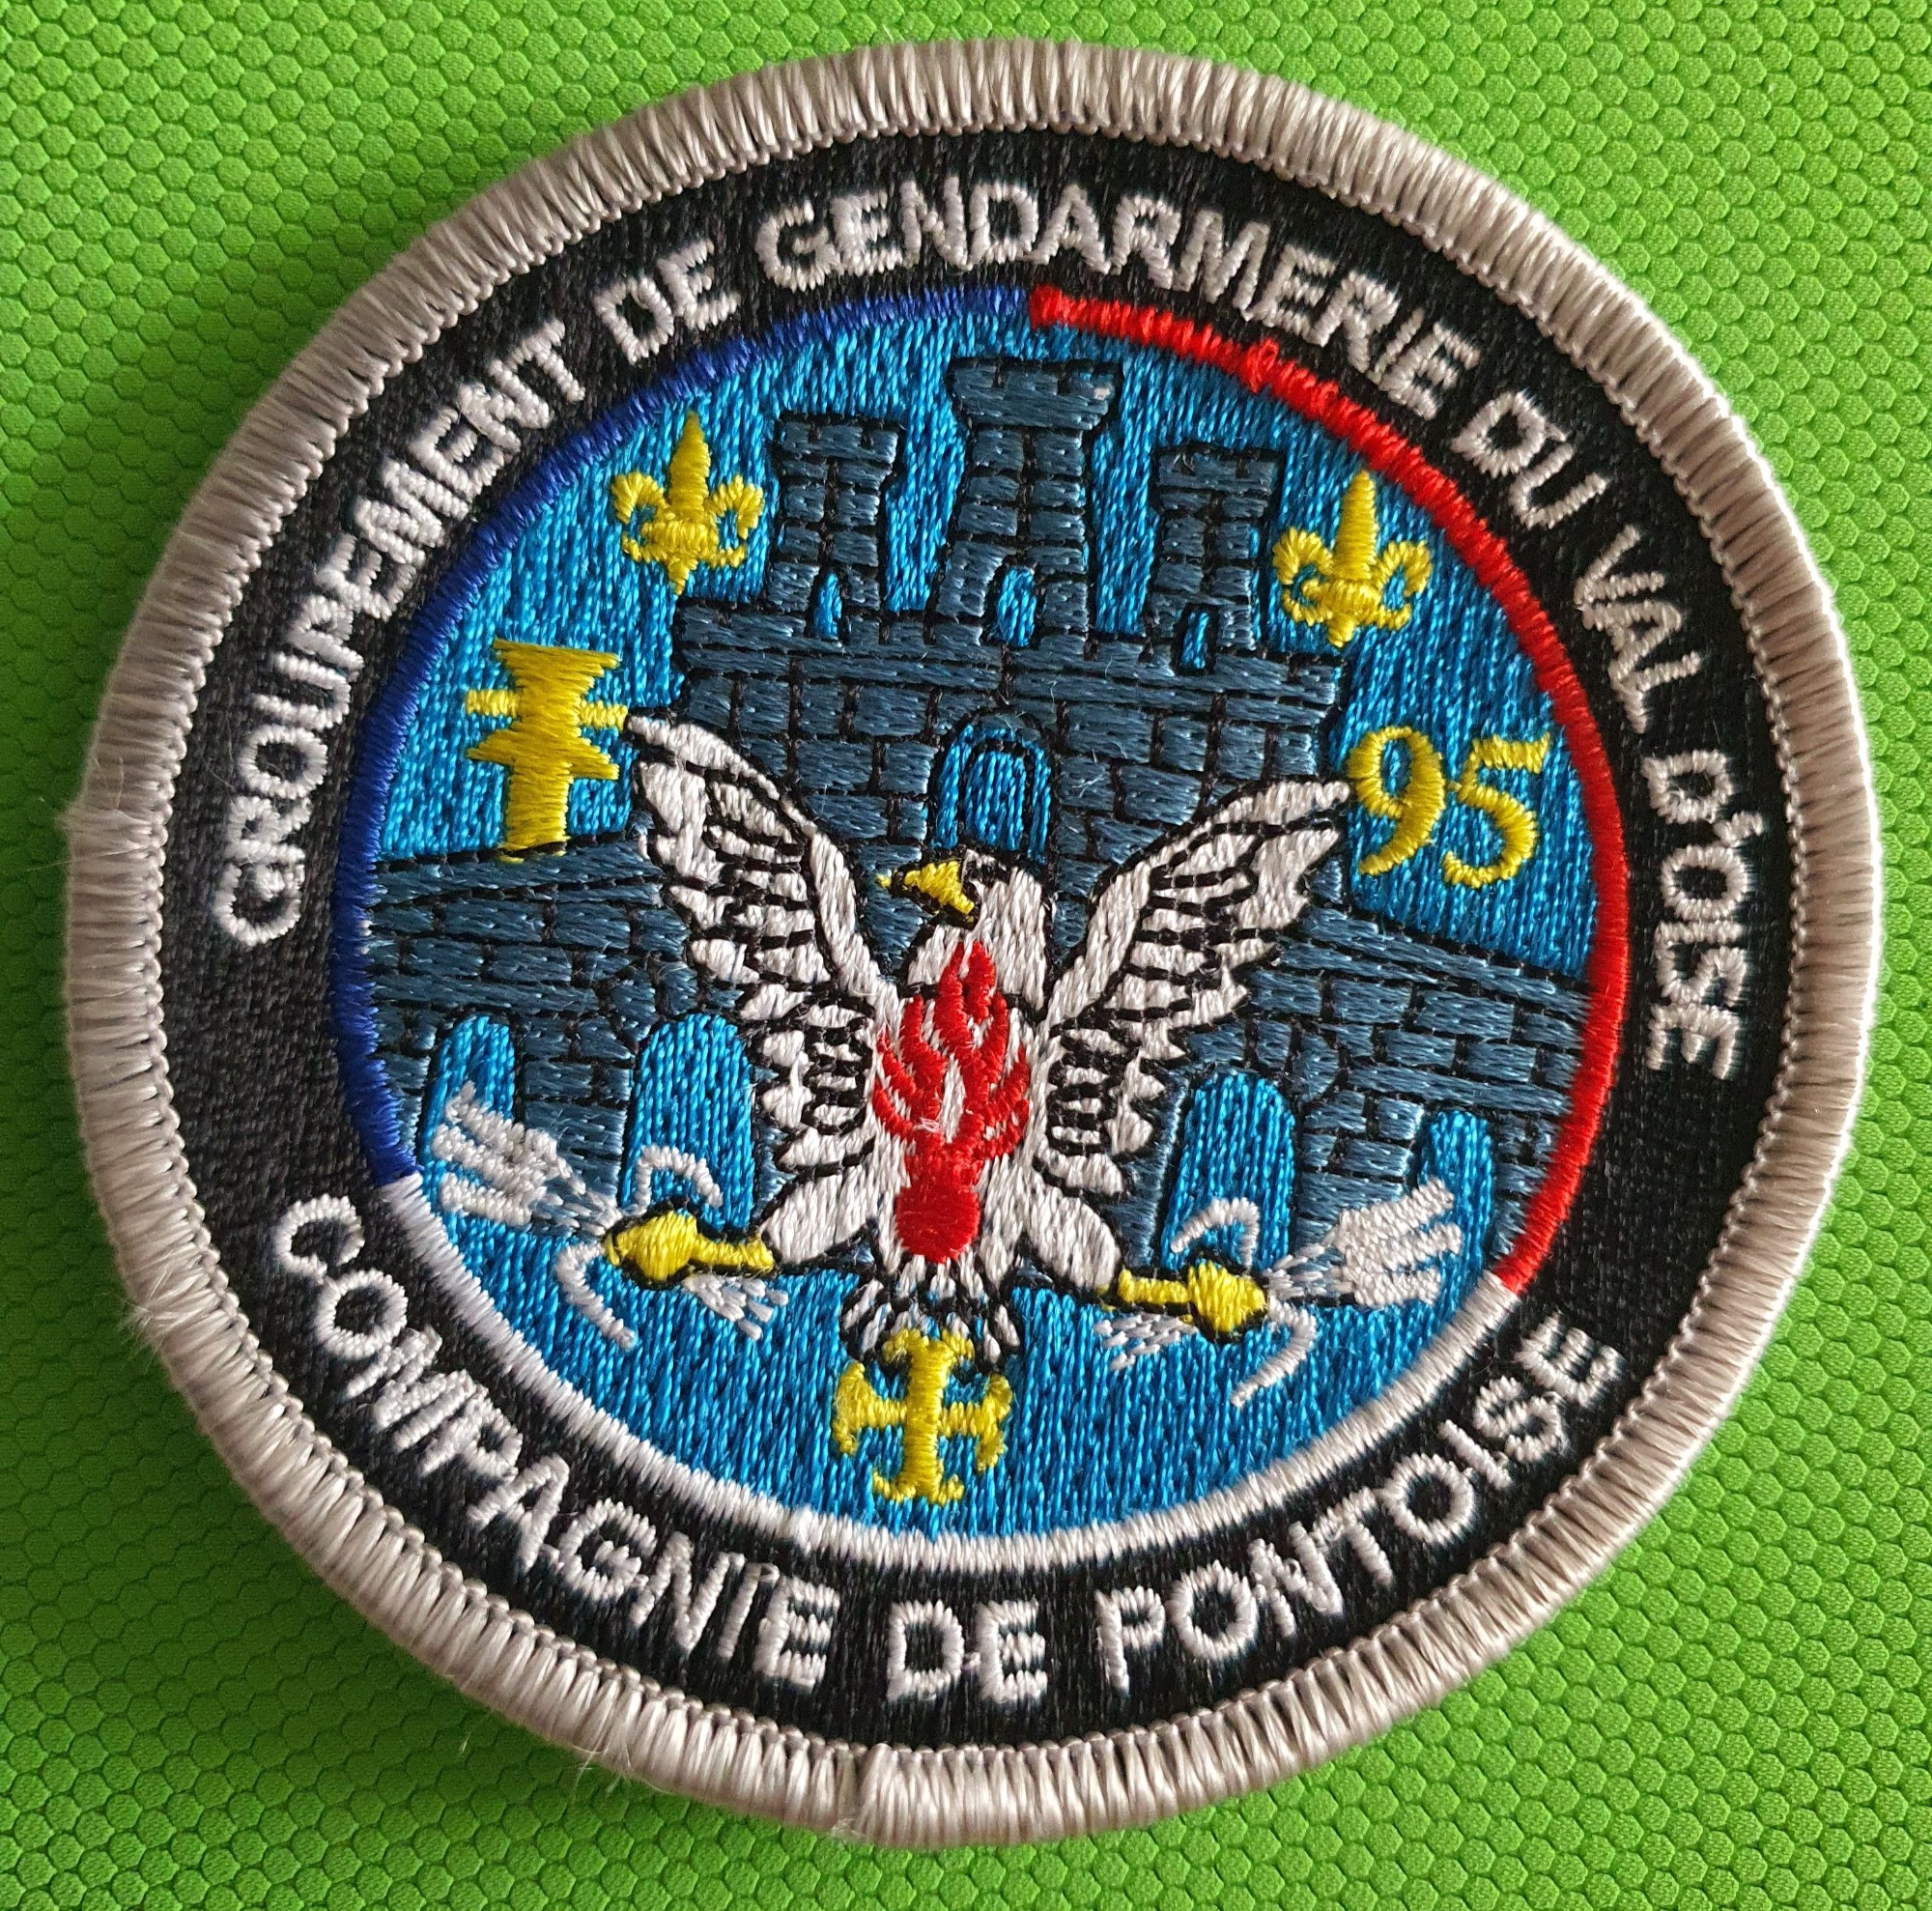 GROUPEMENT DE GENDARMERIE DU VAL D'OISE
95
COMPAGNIE DE PONTOISE